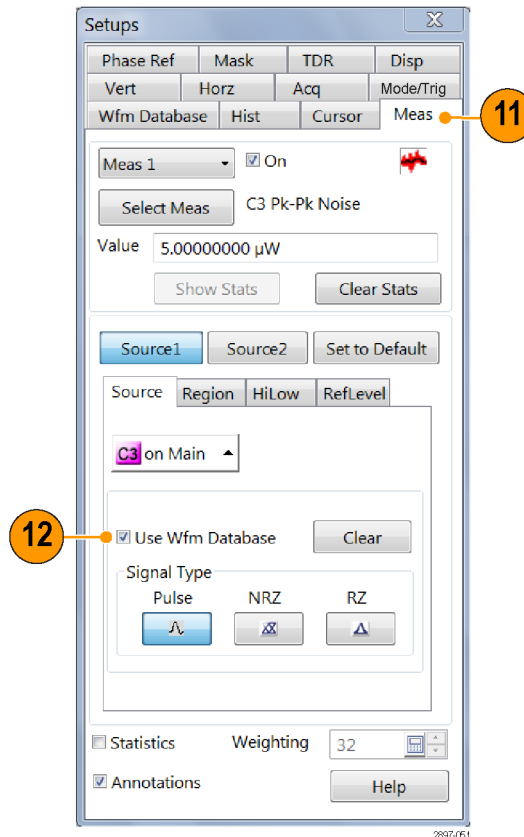 Setups X
Phase Ref Mask TDR Disp
Vert Horz Acq Mode/Trig
Wfm Database Hist Cursor Meas
11
Meas 1 On
Select Meas C3 Pk-Pk Noise
Value 5.00000000 µW
Show Stats Clear Stats
Source1 Source2 Set to Default
Source Region HiLow RefLevel
C3 on Main
12
Use Wfm Database Clear
Signal Type
Pulse NRZ RZ
Statistics Weighting 32
Annotations Help
2897-051